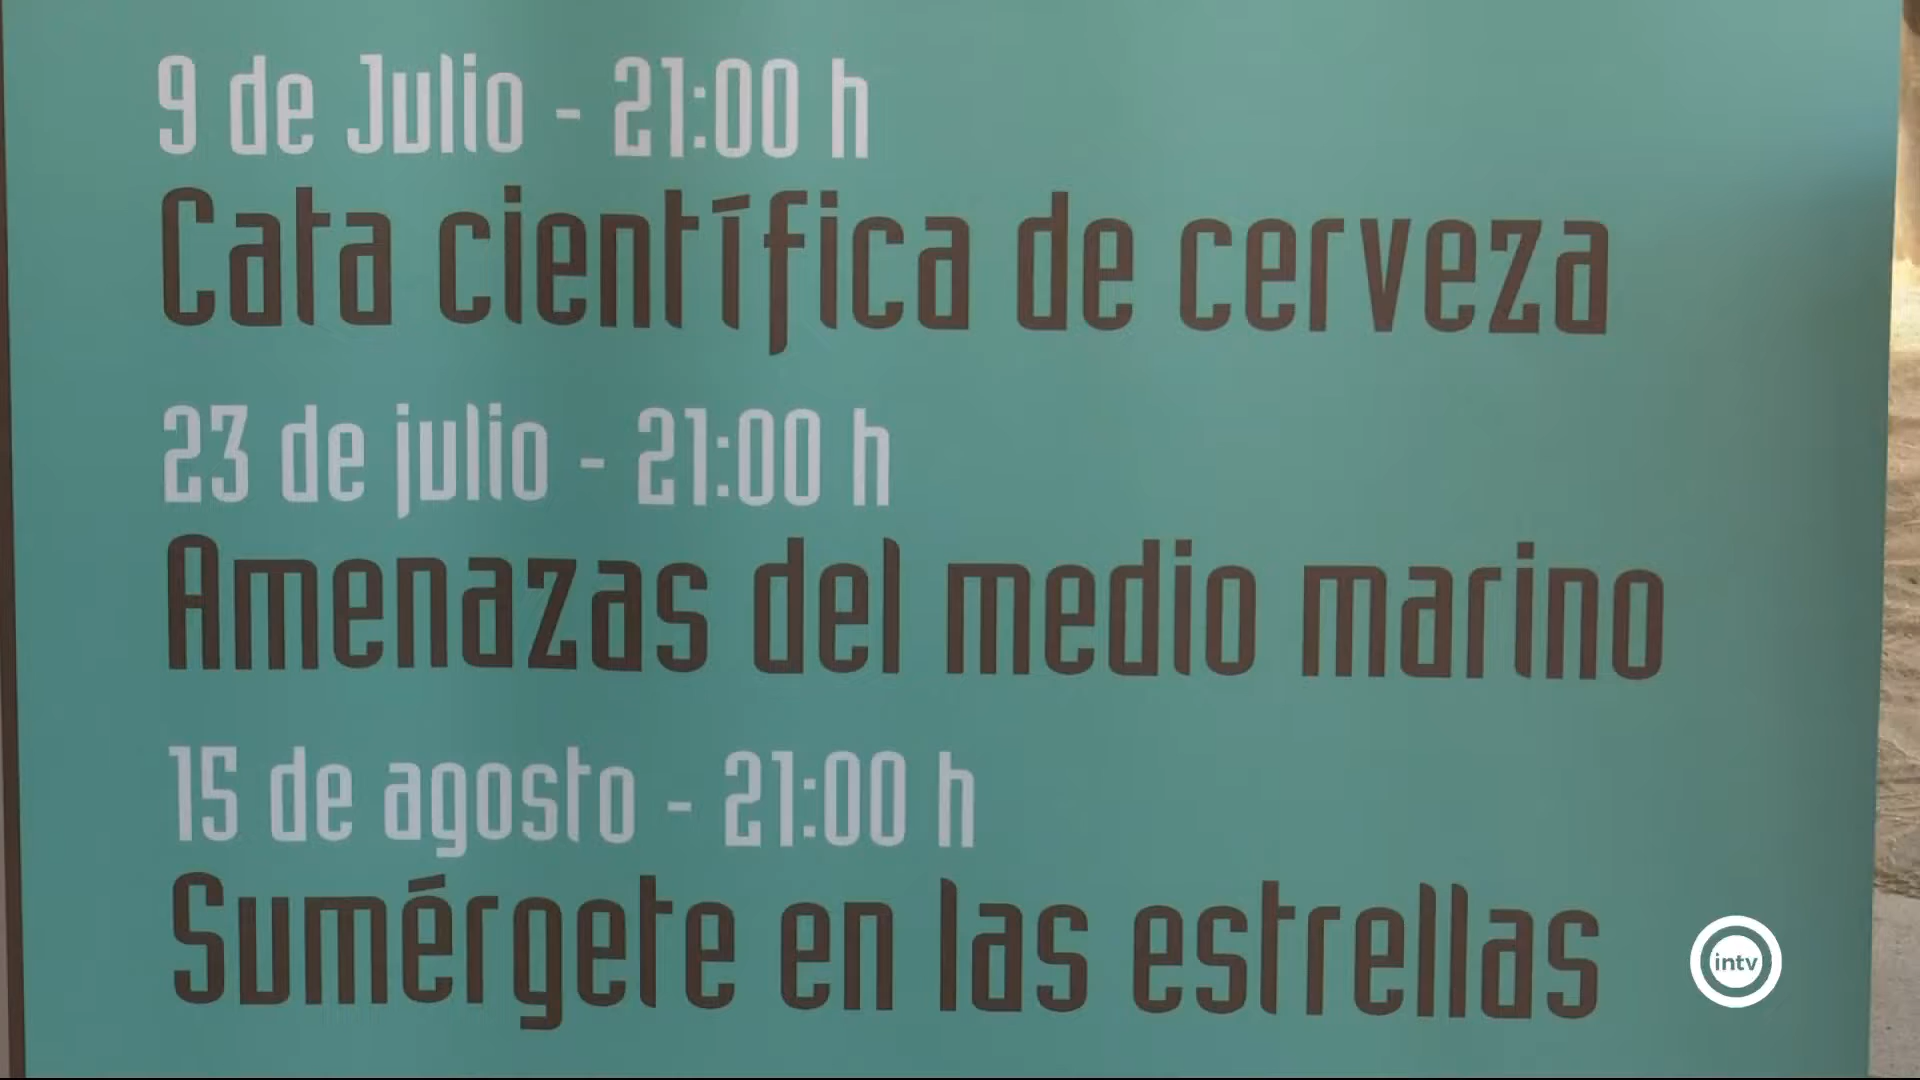 9 de Julio - 21:00 h
Cata científica de cerveza
23 de julio - 21:00 h
Amenazas del medio marino
15 de agosto - 21:00 h
Sumérgete en las estrellas
intv